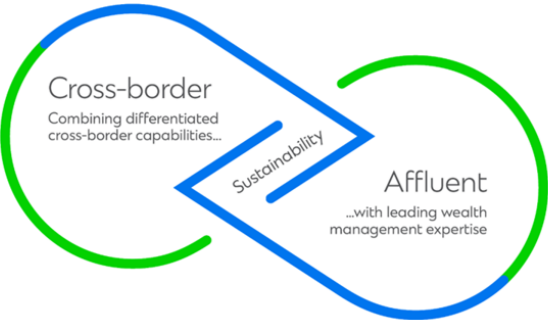 Cross-border
Combining differentiated
cross-border capabilities...
Sustainability
Affluent
...with leading wealth
management expertise